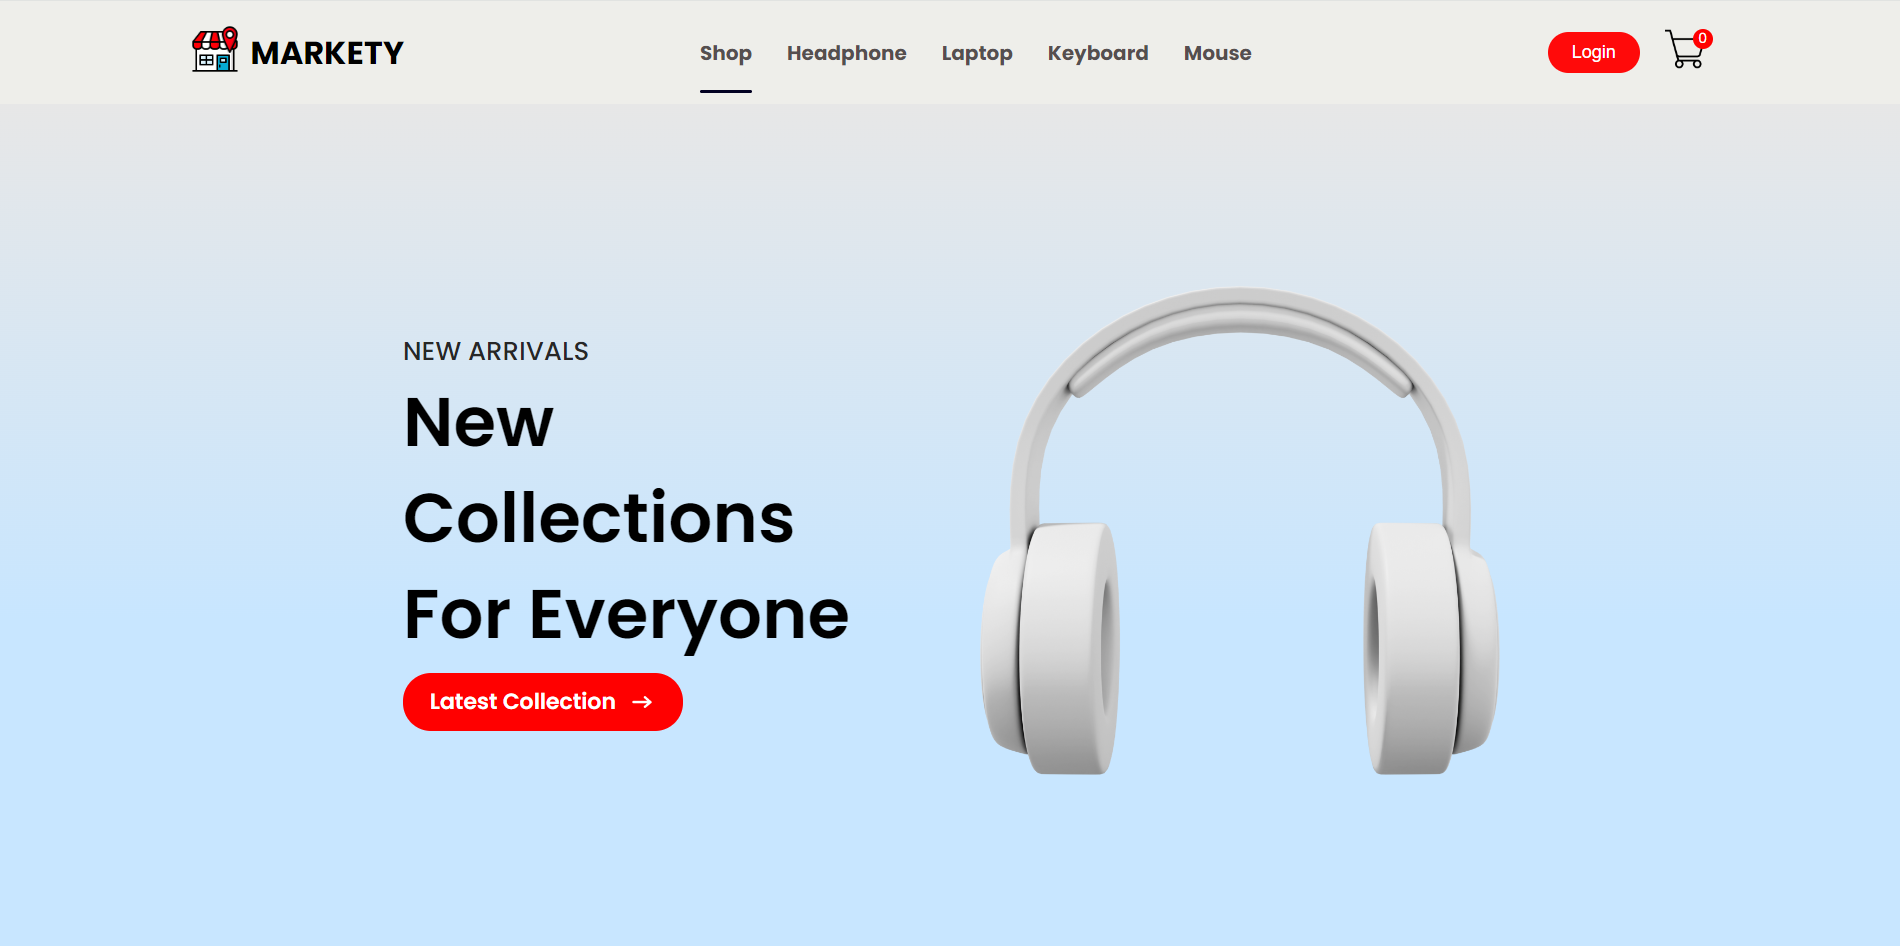 MARKETY
Shop Headphone Laptop Keyboard Mouse
Login
0
NEW ARRIVALS
New
Collections
For Everyone
Latest Collection →